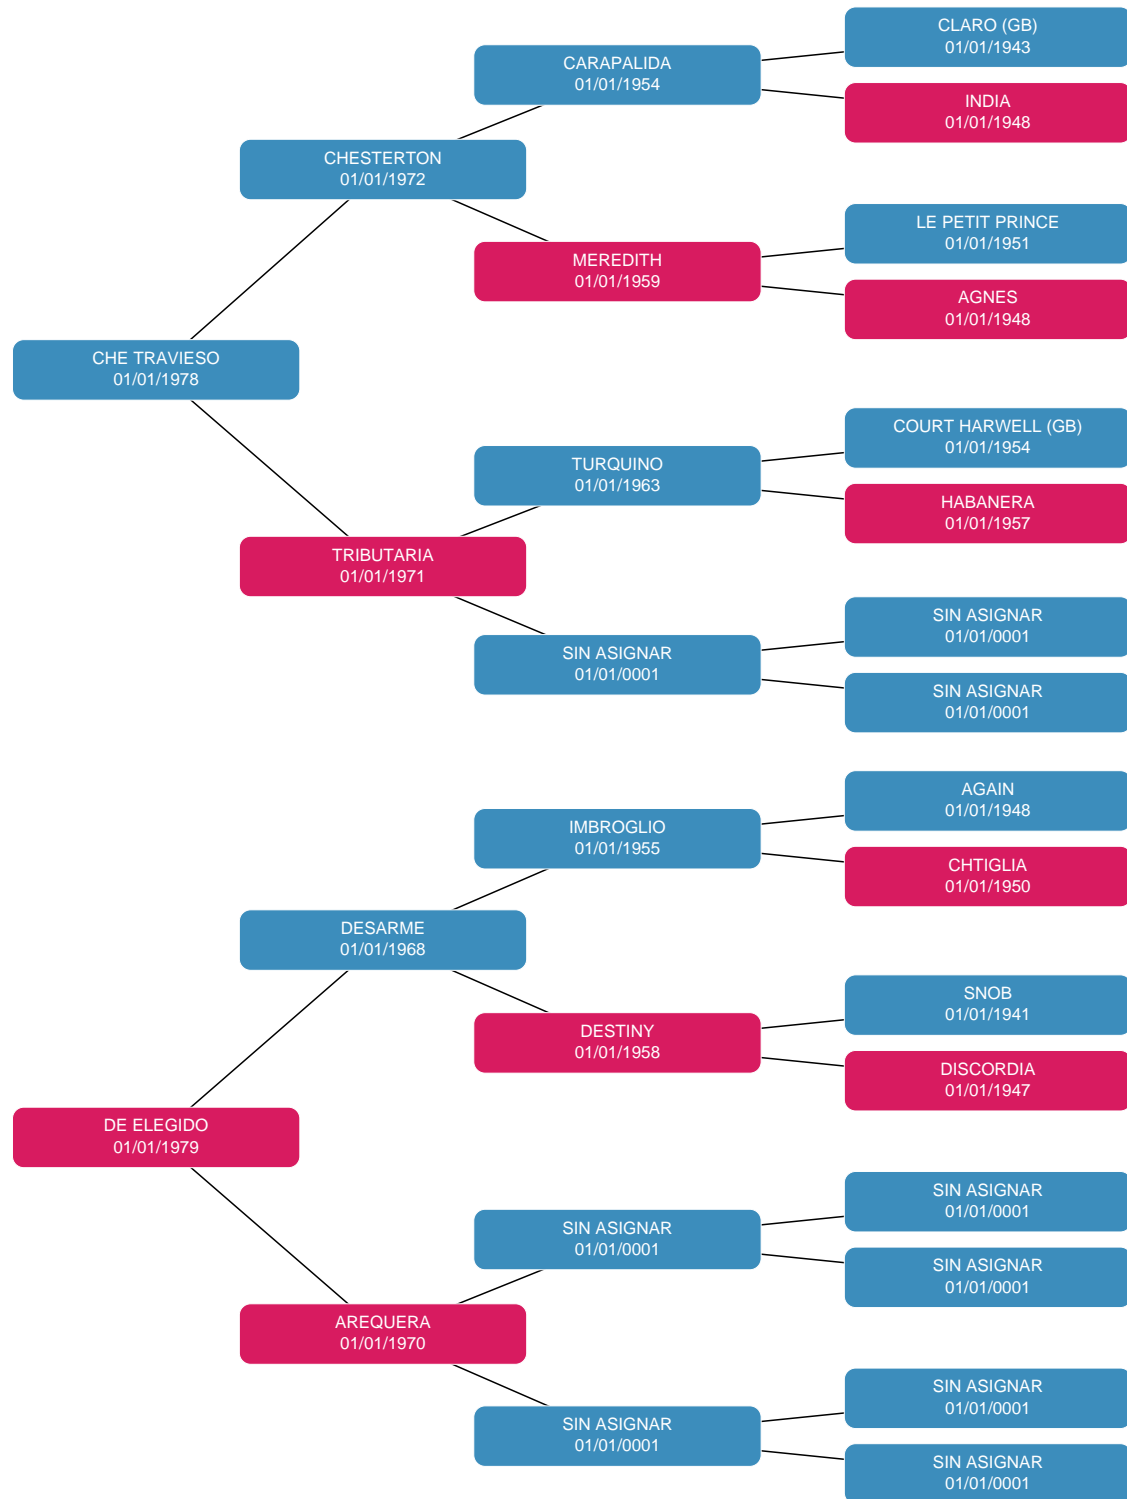 CLARO (GB)
01/01/1943
CARAPALIDA
01/01/1954
INDIA
01/01/1948
CHESTERTON
01/01/1972
LE PETIT PRINCE
01/01/1951
MEREDITH
01/01/1959
AGNES
01/01/1948
CHE TRAVIESO
01/01/1978
COURT HARWELL (GB)
01/01/1954
TURQUINO
01/01/1963
HABANERA
01/01/1957
TRIBUTARIA
01/01/1971
SIN ASIGNAR
01/01/0001
SIN ASIGNAR
01/01/0001
SIN ASIGNAR
01/01/0001
AGAIN
01/01/1948
IMBROGLIO
01/01/1955
CHTIGLIA
01/01/1950
DESARME
01/01/1968
SNOB
01/01/1941
DESTINY
01/01/1958
DISCORDIA
01/01/1947
DE ELEGIDO
01/01/1979
SIN ASIGNAR
01/01/0001
SIN ASIGNAR
01/01/0001
SIN ASIGNAR
01/01/0001
AREQUERA
01/01/1970
SIN ASIGNAR
01/01/0001
SIN ASIGNAR
01/01/0001
SIN ASIGNAR
01/01/0001